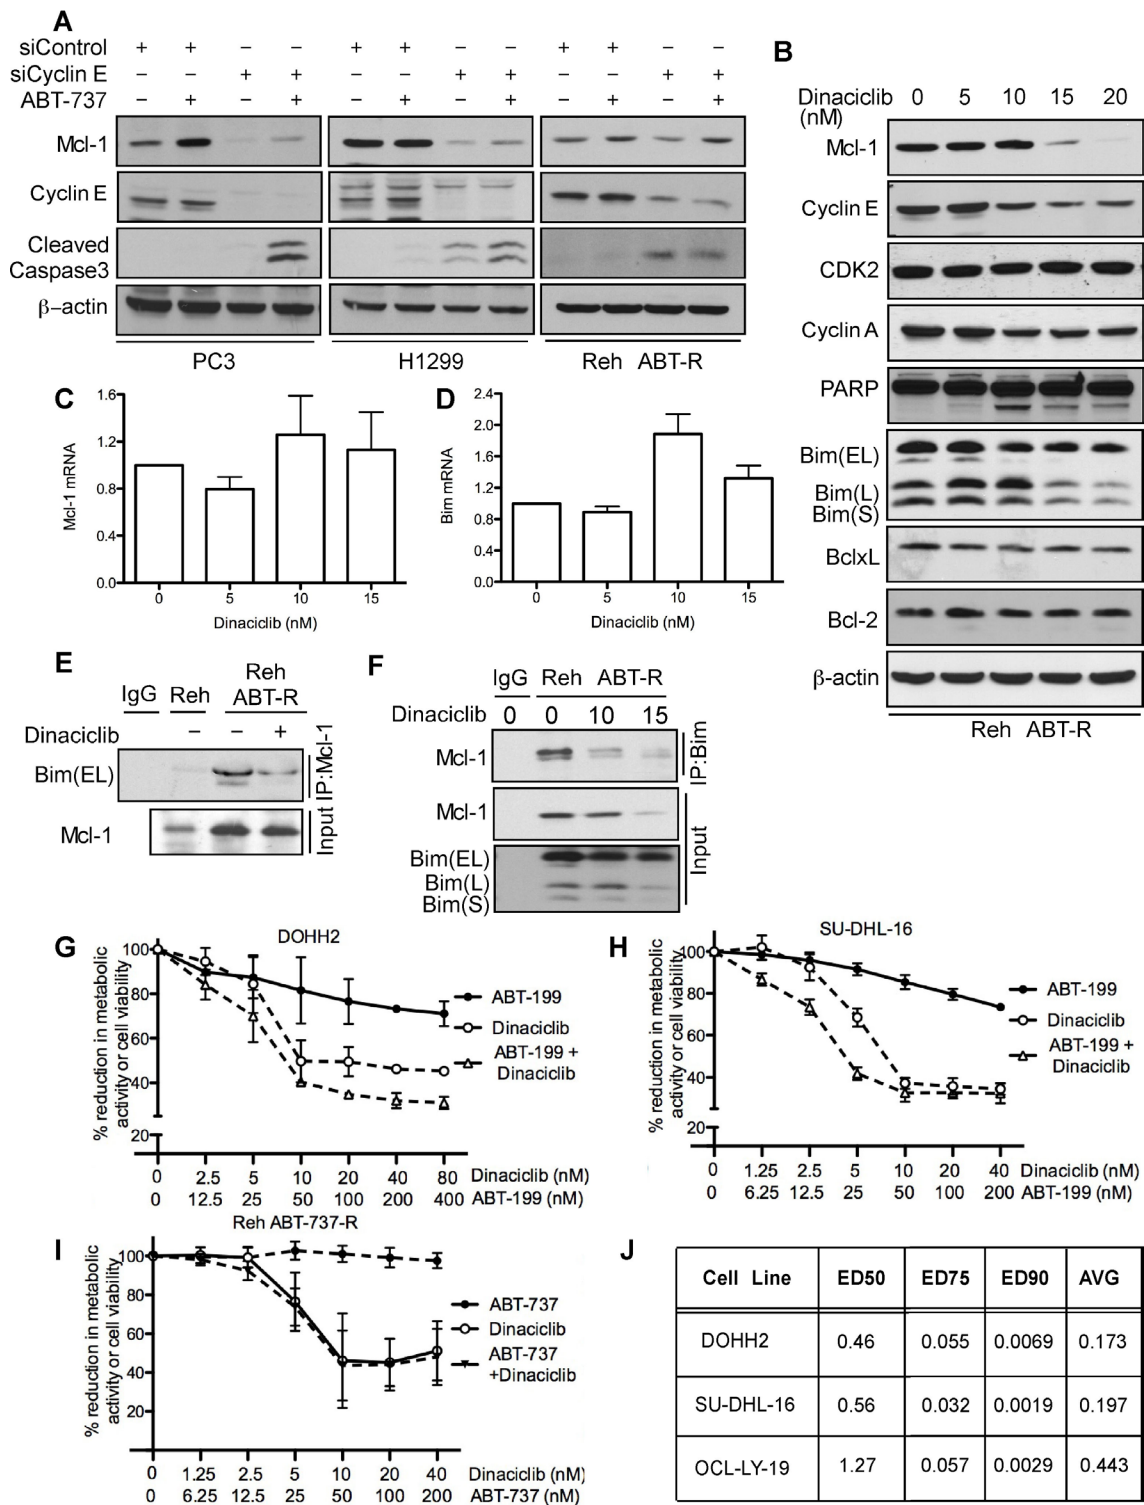 A
siControl + + – – + + – – + + – –
siCyclin E – – + + – – + + – – + +
ABT-737 – + – + – + – + – + – +
Mcl-1
Cyclin E
Cleaved
Caspase3
β–actin
PC3 H1299 Reh ABT-R
B
Dinaciclib 0 5 10 15 20
(nM)
Mcl-1
Cyclin E
CDK2
Cyclin A
PARP
Bim(EL)
Bim(L)
Bim(S)
BclxL
Bcl-2
β-actin
Reh ABT-R
C
Mcl-1 mRNA
1.6
1.2
0.8
0.4
0.0
0 5 10 15
Dinaciclib (nM)
D
Bim mRNA
2.4
2.0
1.6
1.2
0.8
0.4
0.0
0 5 10 15
Dinaciclib (nM)
E
Reh
IgG Reh ABT-R
Dinaciclib – – +
Bim(EL)
Mcl-1
IP:Mcl-1
Input
F
IgG Reh ABT-R
Dinaciclib 0 0 10 15
Mcl-1
Mcl-1
Bim(EL)
Bim(L)
Bim(S)
IP:Bim
Input
G
DOHH2
% reduction in metabolic
activity or cell viability
100
80
60
40
20
ABT-199
Dinaciclib
ABT-199 +
Dinaciclib
0 2.5 5 10 20 40 80 Dinaciclib (nM)
0 12.5 25 50 100 200 400 ABT-199 (nM)
H
SU-DHL-16
% reduction in metabolic
activity or cell viability
100
80
60
40
20
ABT-199
Dinaciclib
ABT-199 +
Dinaciclib
0 1.25 2.5 5 10 20 40 Dinaciclib (nM)
0 6.25 12.5 25 50 100 200 ABT-199 (nM)
I
Reh ABT-737-R
% reduction in metabolic
activity or cell viability
100
80
60
40
20
ABT-737
Dinaciclib
ABT-737
+Dinaciclib
0 1.25 2.5 5 10 20 40 Dinaciclib (nM)
0 6.25 12.5 25 50 100 200 ABT-737 (nM)
J
Cell Line ED50 ED75 ED90 AVG
DOHH2 0.46 0.055 0.0069 0.173
SU-DHL-16 0.56 0.032 0.0019 0.197
OCL-LY-19 1.27 0.057 0.0029 0.443